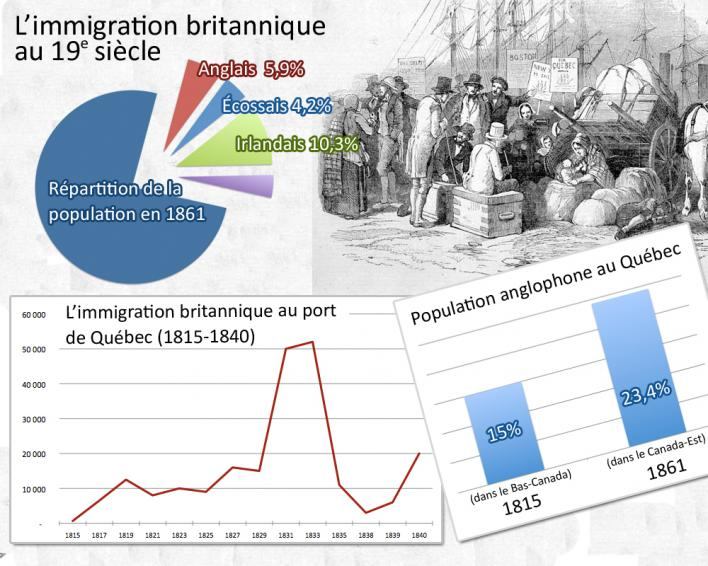 L'immigration britannique
au 19e siècle
Anglais 5,9%
Écossais 4,2%
Irlandais 10,3%
Répartition de la
population en 1861
BOSTON
QUEBEC
L'immigration britannique au port
de Québec (1815-1840)
60 000
50 000
40 000
30 000
20 000
10 000
-
1815 1817 1819 1821 1823 1825 1827 1829 1831 1833 1835 1838 1839 1840
Population anglophone au Québec
15%
23,4%
(dans le Bas-Canada)
1815
(dans le Canada-Est)
1861